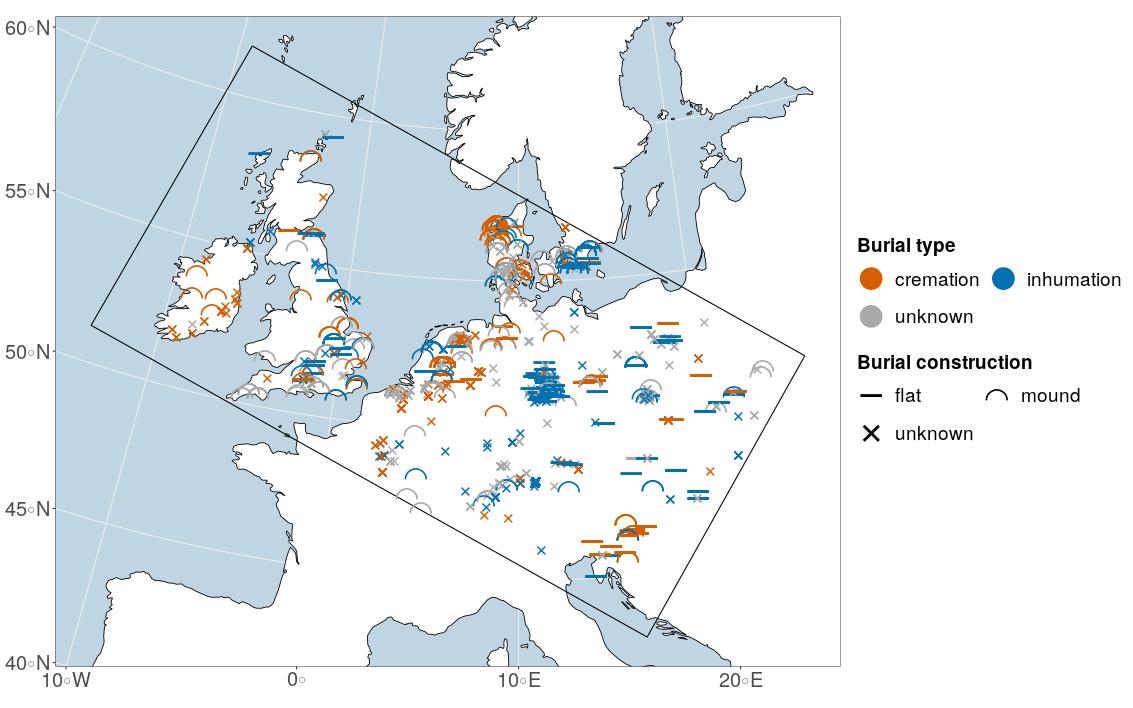 60○N
55○N
50○N
45○N
40○N
10○W
0○
10○E
20○E
Burial type
cremation
inhumation
unknown
Burial construction
flat
mound
unknown